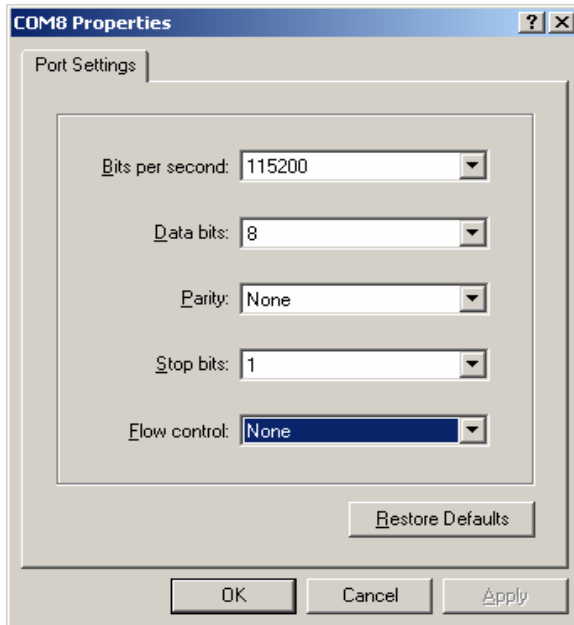 COM8 Properties
Port Settings
Bits per second: 115200
Data bits: 8
Parity: None
Stop bits: 1
Flow control: None
Restore Defaults
OK Cancel Apply